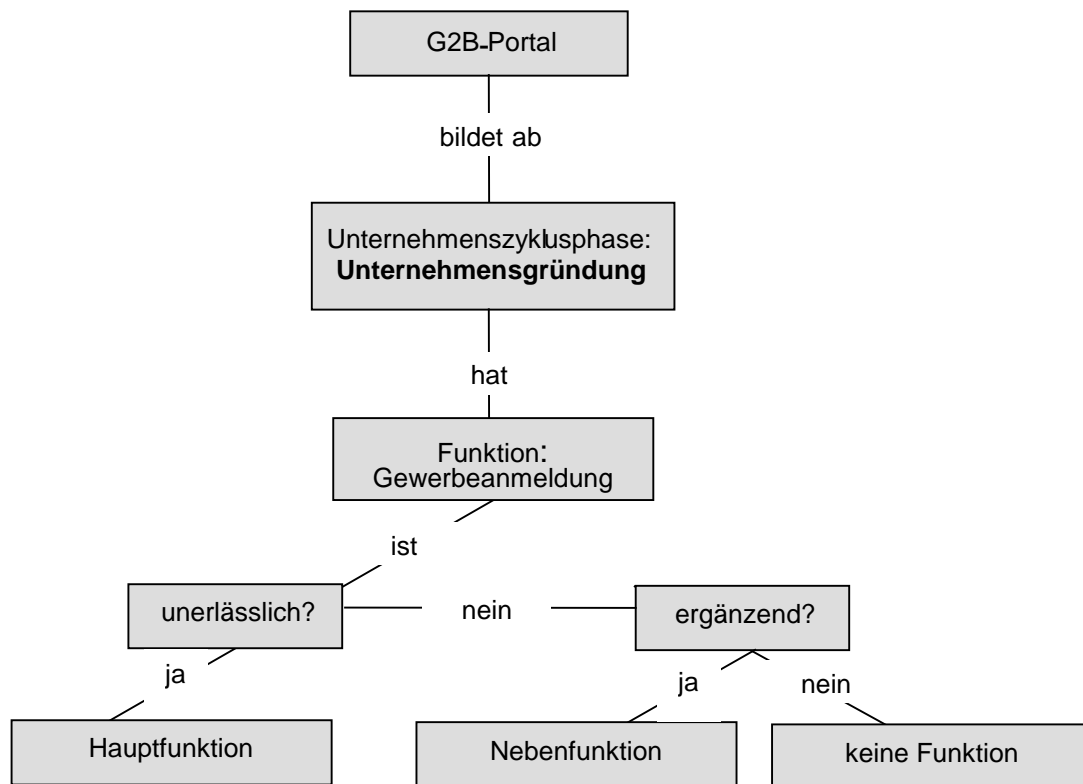 G2B-Portal
bildet ab
Unternehmenszyklusphase:
Unternehmensgründung
hat
Funktion:
Gewerbeanmeldung
ist
unerlässlich?
nein
ergänzend?
ja
ja
nein
Hauptfunktion
Nebenfunktion
keine Funktion